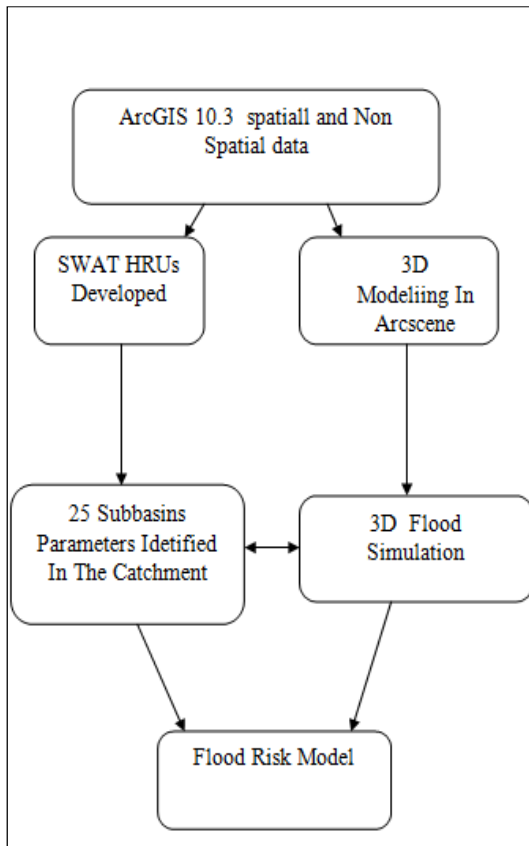 ArcGIS 10.3 spatiall and Non
Spatial data
SWAT HRUs
Developed
3D
Modeliing In
Arcscene
25 Subbasins
Parameters Idetified
In The Catchment
3D Flood
Simulation
Flood Risk Model